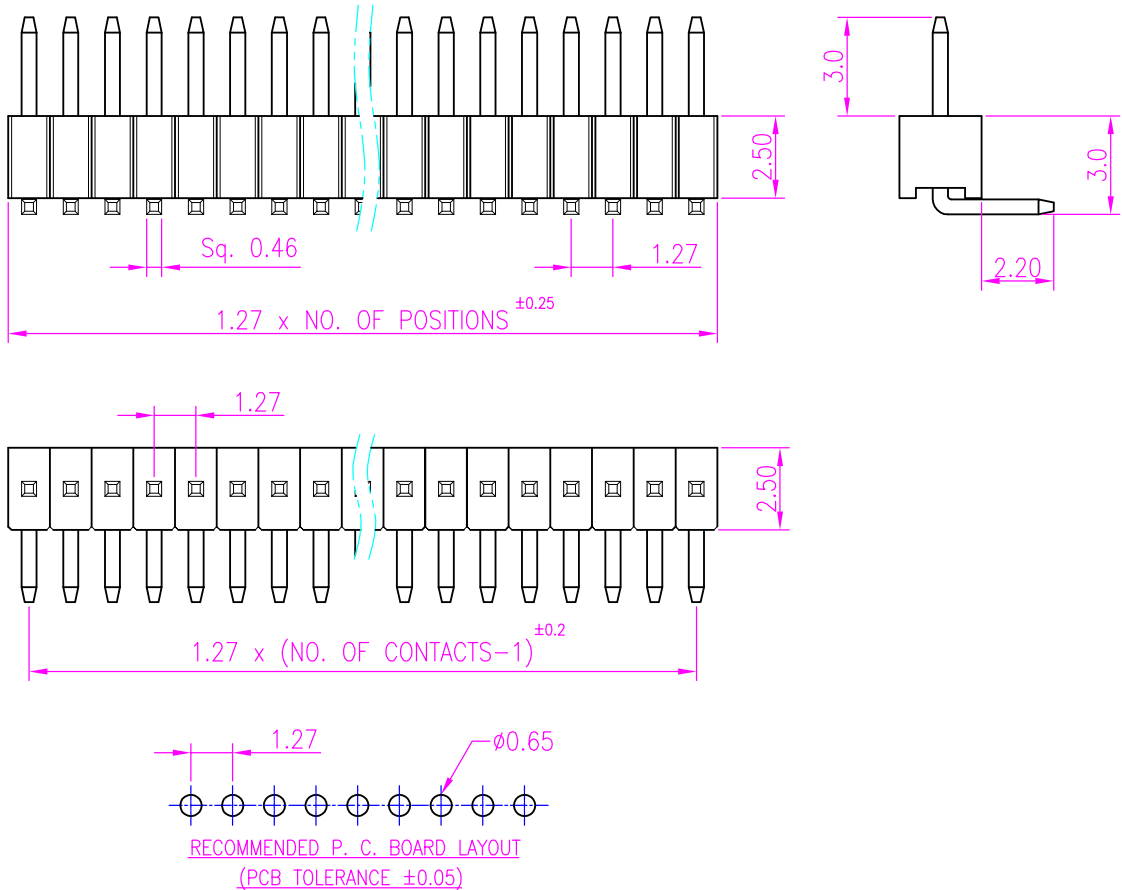 3.0
2.50
3.0
Sq. 0.46
1.27
2.20
1.27 x NO. OF POSITIONS ±0.25
1.27
2.50
1.27 x (NO. OF CONTACTS-1) ±0.2
1.27
ø0.65
RECOMMENDED P. C. BOARD LAYOUT
(PCB TOLERANCE ±0.05)